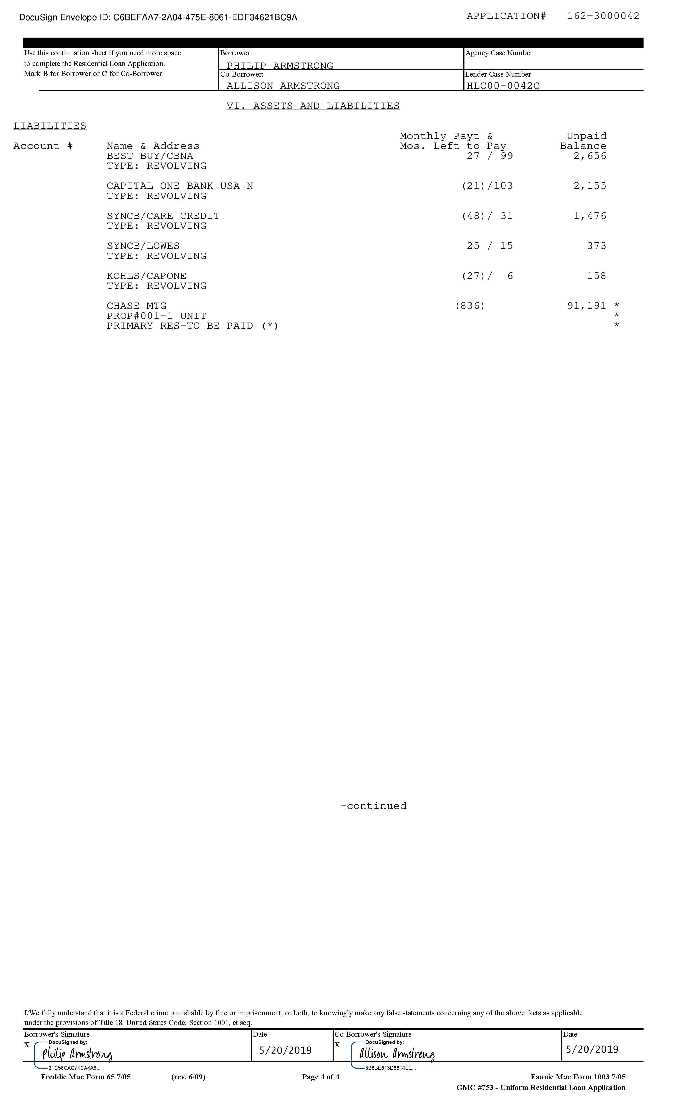 DocuSign Envelope ID: C6BEFAA7-2A04-475E-8061-EDF34621BC9A
APPLICATION# 162-3000042
Use this continuation sheet if you need more space
to complete the Residential Loan Application.
Mark B for Borrower or C for Co-Borrower.
Borrower:
PHILIP ARMSTRONG
Agency Case Number:
Co-Borrower:
ALLISON ARMSTRONG
Lender Case Number:
HLC00-0042C
VI. ASSETS AND LIABILITIES
LIABILITIES
Monthly Paymt & Unpaid
Account # Name & Address Mos. Left to Pay Balance
BEST BUY/CBNA 27 / 99 2,656
TYPE: REVOLVING
CAPITAL ONE BANK USA N (21)/103 2,155
TYPE: REVOLVING
SYNCB/CARE CREDIT (48)/ 31 1,476
TYPE: REVOLVING
SYNCB/LOWES 25 / 15 373
TYPE: REVOLVING
KOHLS/CAPONE (27)/ 6 158
TYPE: REVOLVING
CHASE MTG (836) 91,191 *
PROP#001-1 UNIT *
PRIMARY RES-TO BE PAID (*) *
-continued
I/We fully understand that it is a Federal crime punishable by fine or imprisonment, or both, to knowingly make any false statements concerning any of the above facts as applicable
under the provisions of Title 18, United States Code, Section 1001, et seq.
Borrower's Signature Date Co-Borrower's Signature Date
X DocuSigned by: X DocuSigned by:
Philip Armstrong 5/20/2019 Allison Armstrong 5/20/2019
Freddie Mac Form 65 7/05 (rev. 6/09) Page 4 of 4 Fannie Mae Form 1003 7/05
GMC #753 - Uniform Residential Loan Application